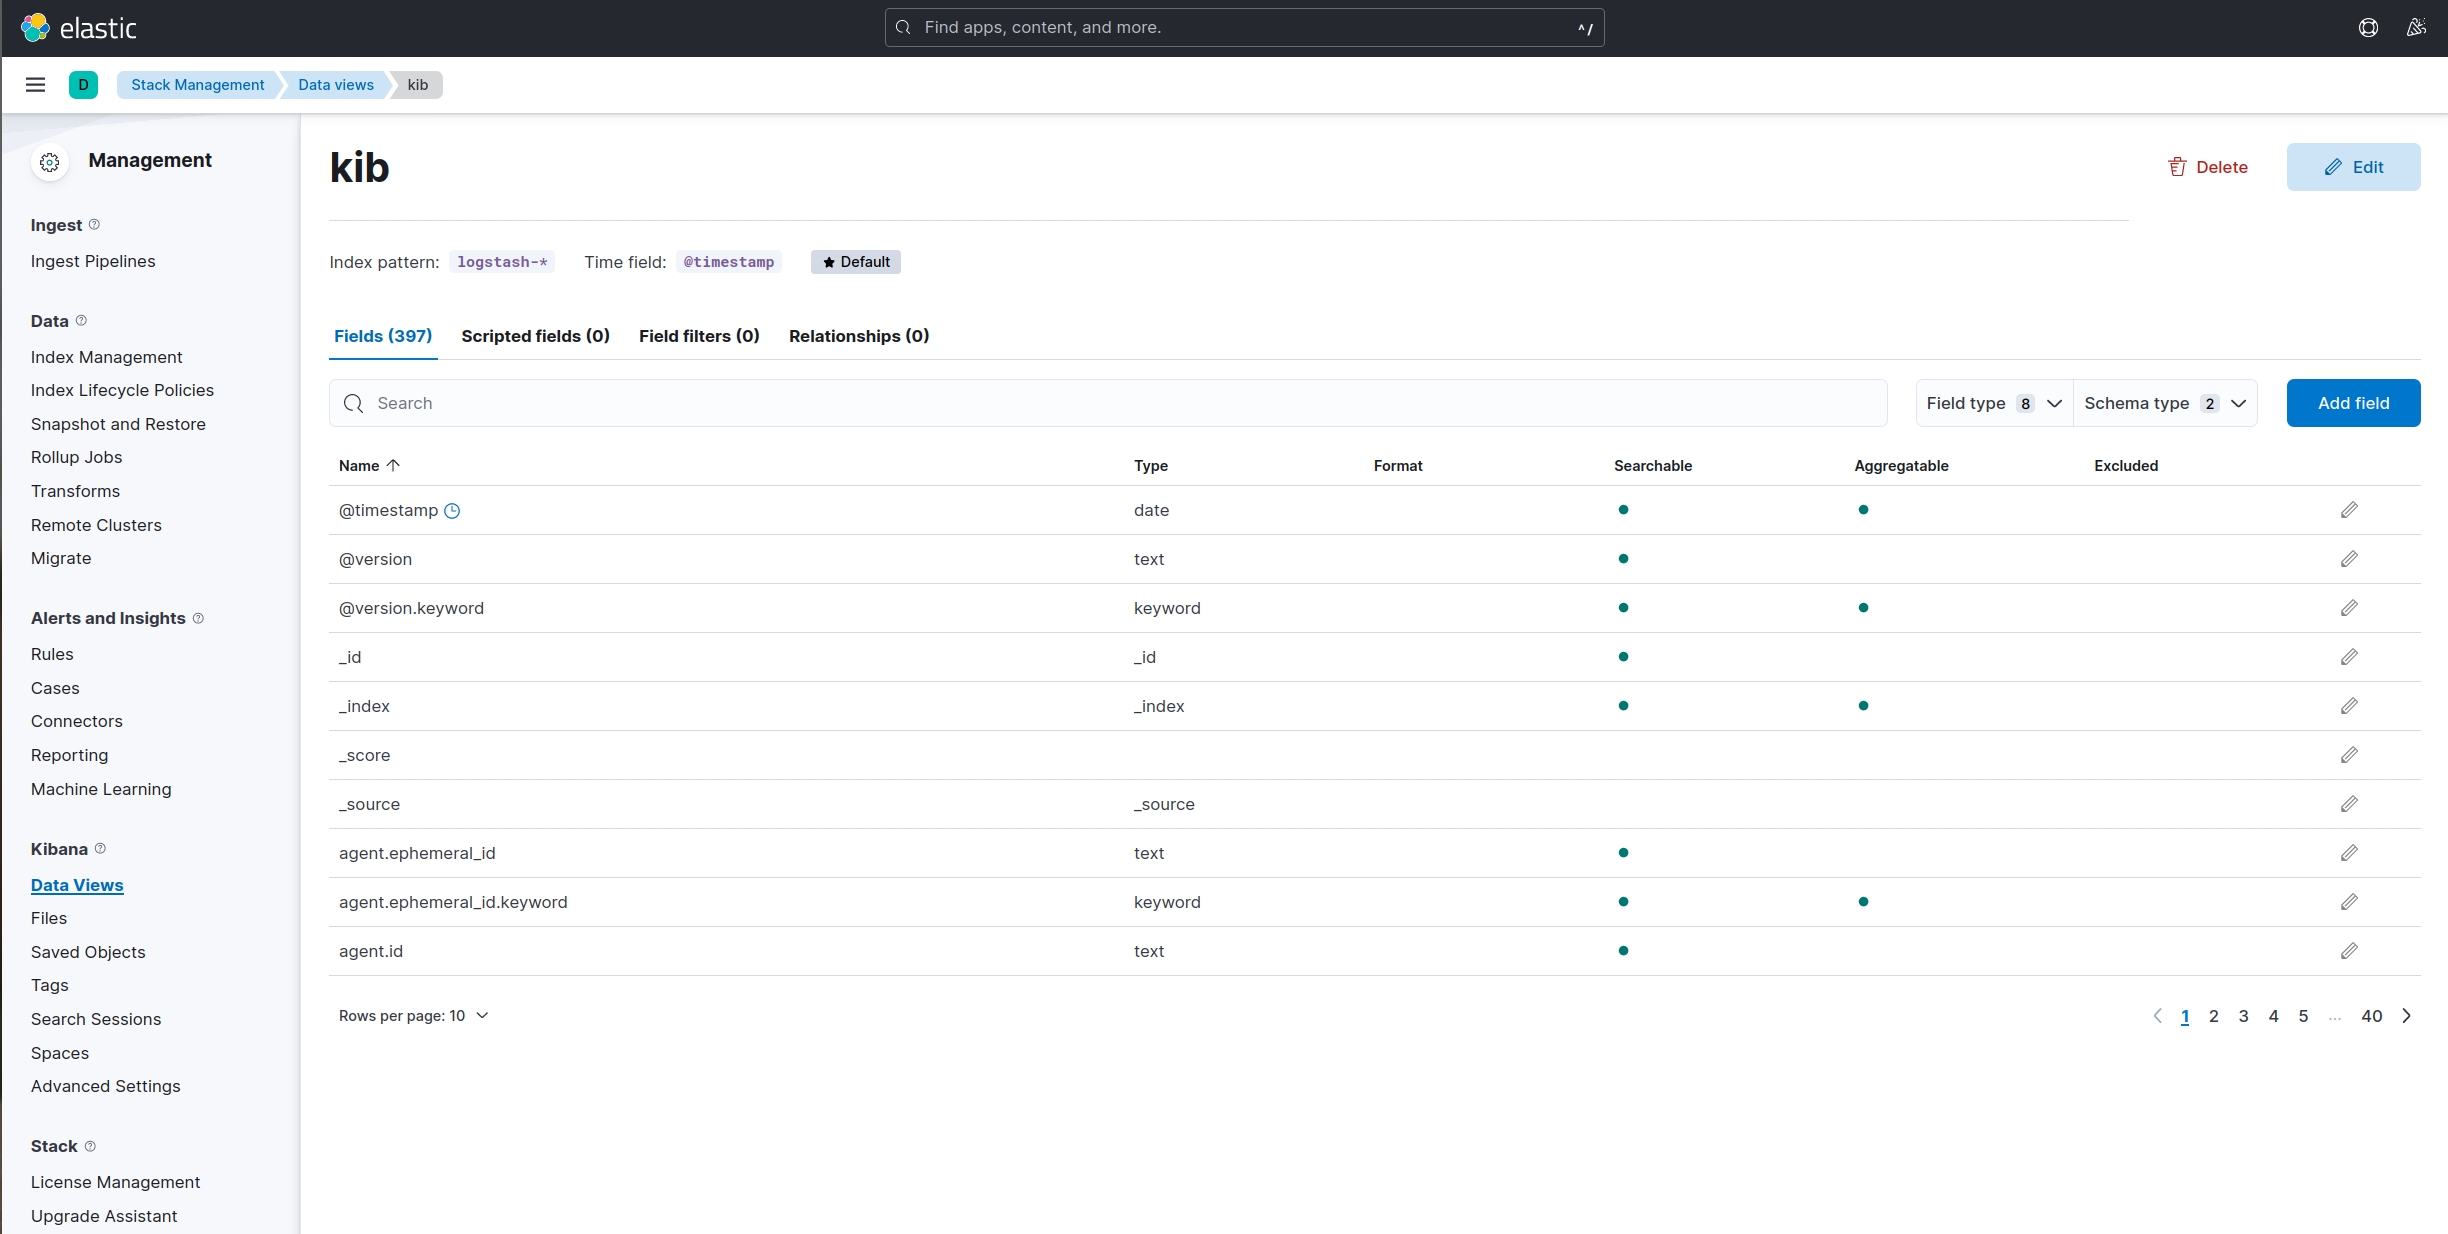 elastic
Find apps, content, and more.
^/
D
Stack Management
Data views
kib
Management
Ingest
Ingest Pipelines
Data
Index Management
Index Lifecycle Policies
Snapshot and Restore
Rollup Jobs
Transforms
Remote Clusters
Migrate
Alerts and Insights
Rules
Cases
Connectors
Reporting
Machine Learning
Kibana
Data Views
Files
Saved Objects
Tags
Search Sessions
Spaces
Advanced Settings
Stack
License Management
Upgrade Assistant
kib
Delete
Edit
Index pattern: logstash-* Time field: @timestamp Default
Fields (397) Scripted fields (0) Field filters (0) Relationships (0)
Search
Field type 8
Schema type 2
Add field
Name Type Format Searchable Aggregatable Excluded
@timestamp date
@version text
@version.keyword keyword
_id _id
_index _index
_score
_source _source
agent.ephemeral_id text
agent.ephemeral_id.keyword keyword
agent.id text
Rows per page: 10
1 2 3 4 5 ... 40